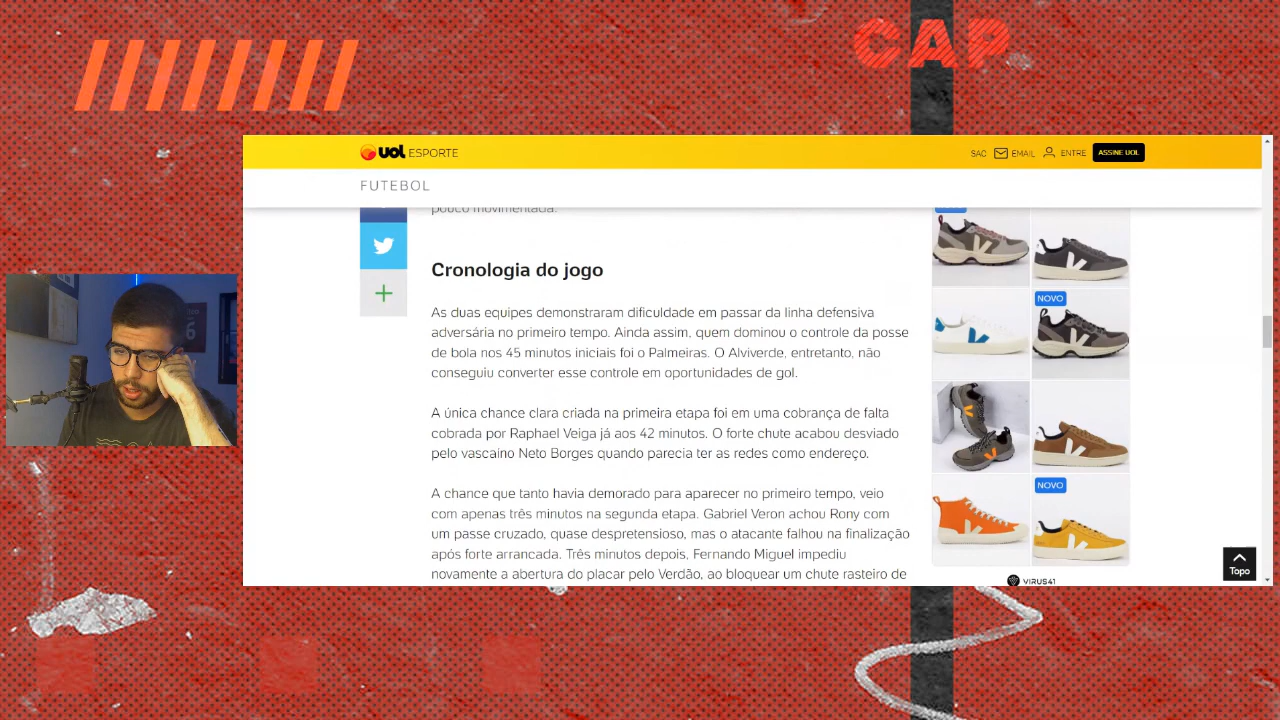 CAP
uol ESPORTE
SAC
EMAIL
ENTRE
ASSINE UOL
FUTEBOL
pouco movimentada.
Cronologia do jogo
As duas equipes demonstraram dificuldade em passar da linha defensiva
adversária no primeiro tempo. Ainda assim, quem dominou o controle da posse
de bola nos 45 minutos iniciais foi o Palmeiras. O Alviverde, entretanto, não
conseguiu converter esse controle em oportunidades de gol.
A única chance clara criada na primeira etapa foi em uma cobrança de falta
cobrada por Raphael Veiga já aos 42 minutos. O forte chute acabou desviado
pelo vascaíno Neto Borges quando parecia ter as redes como endereço.
A chance que tanto havia demorado para aparecer no primeiro tempo, veio
com apenas três minutos na segunda etapa. Gabriel Veron achou Rony com
um passe cruzado, quase despretensioso, mas o atacante falhou na finalização
após forte arrancada. Três minutos depois, Fernando Miguel impediu
novamente a abertura do placar pelo Verdão, ao bloquear um chute rasteiro de
NOVO
NOVO
VIRUS41
Topo
6